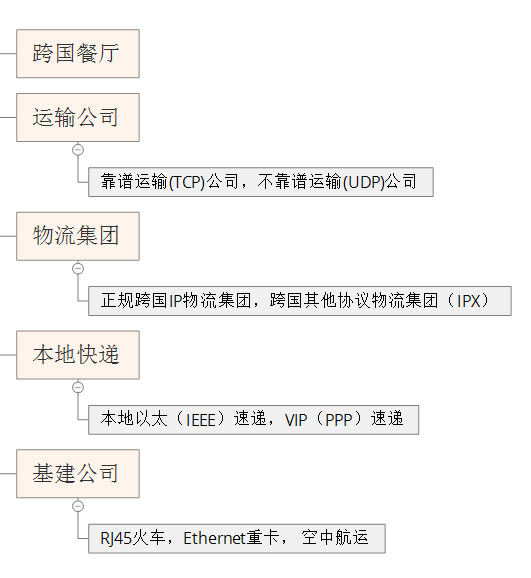 跨国餐厅
运输公司
靠谱运输(TCP)公司，不靠谱运输(UDP)公司
物流集团
正规跨国IP物流集团，跨国其他协议物流集团（IPX）
本地快递
本地以太（IEEE）速递，VIP（PPP）速递
基建公司
RJ45火车，Ethernet重卡， 空中航运